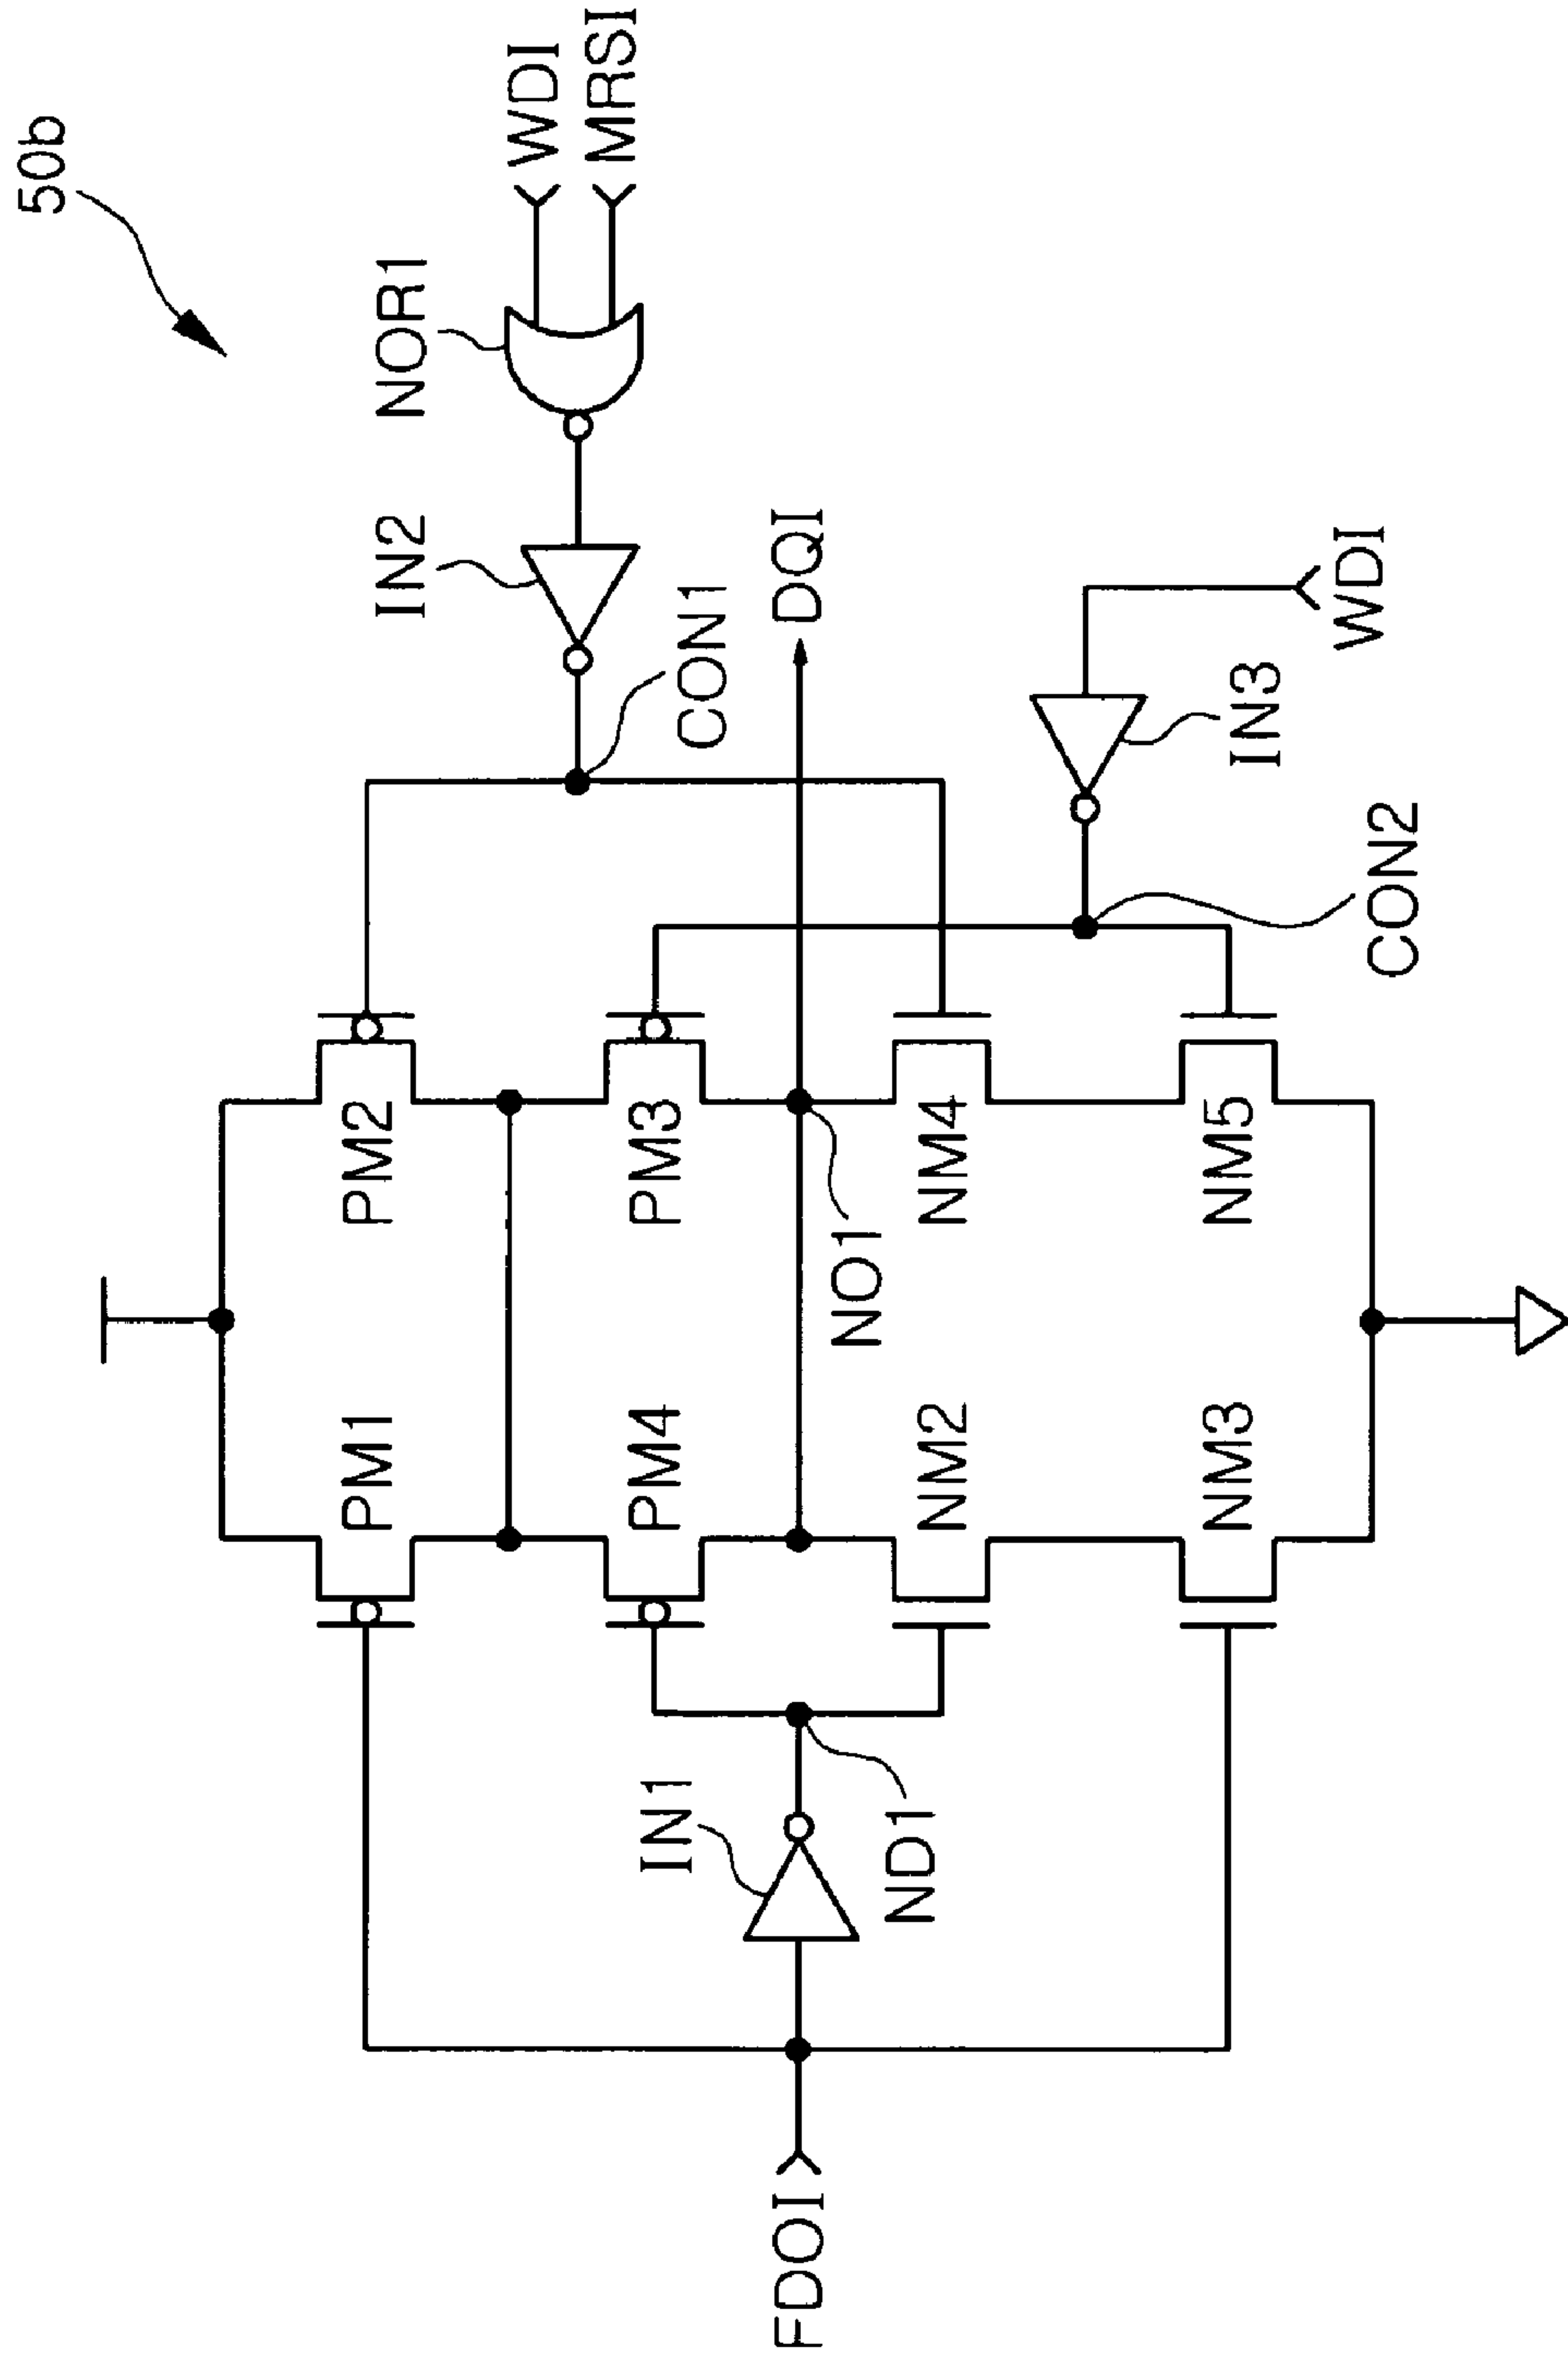 50b
WDI
MRSI
NOR1
IN2
CON1
DQI
WDI
IN3
CON2
PM2
PM3
NM4
NM5
NO1
PM1
PM4
NM2
NM3
IN1
ND1
FDOI